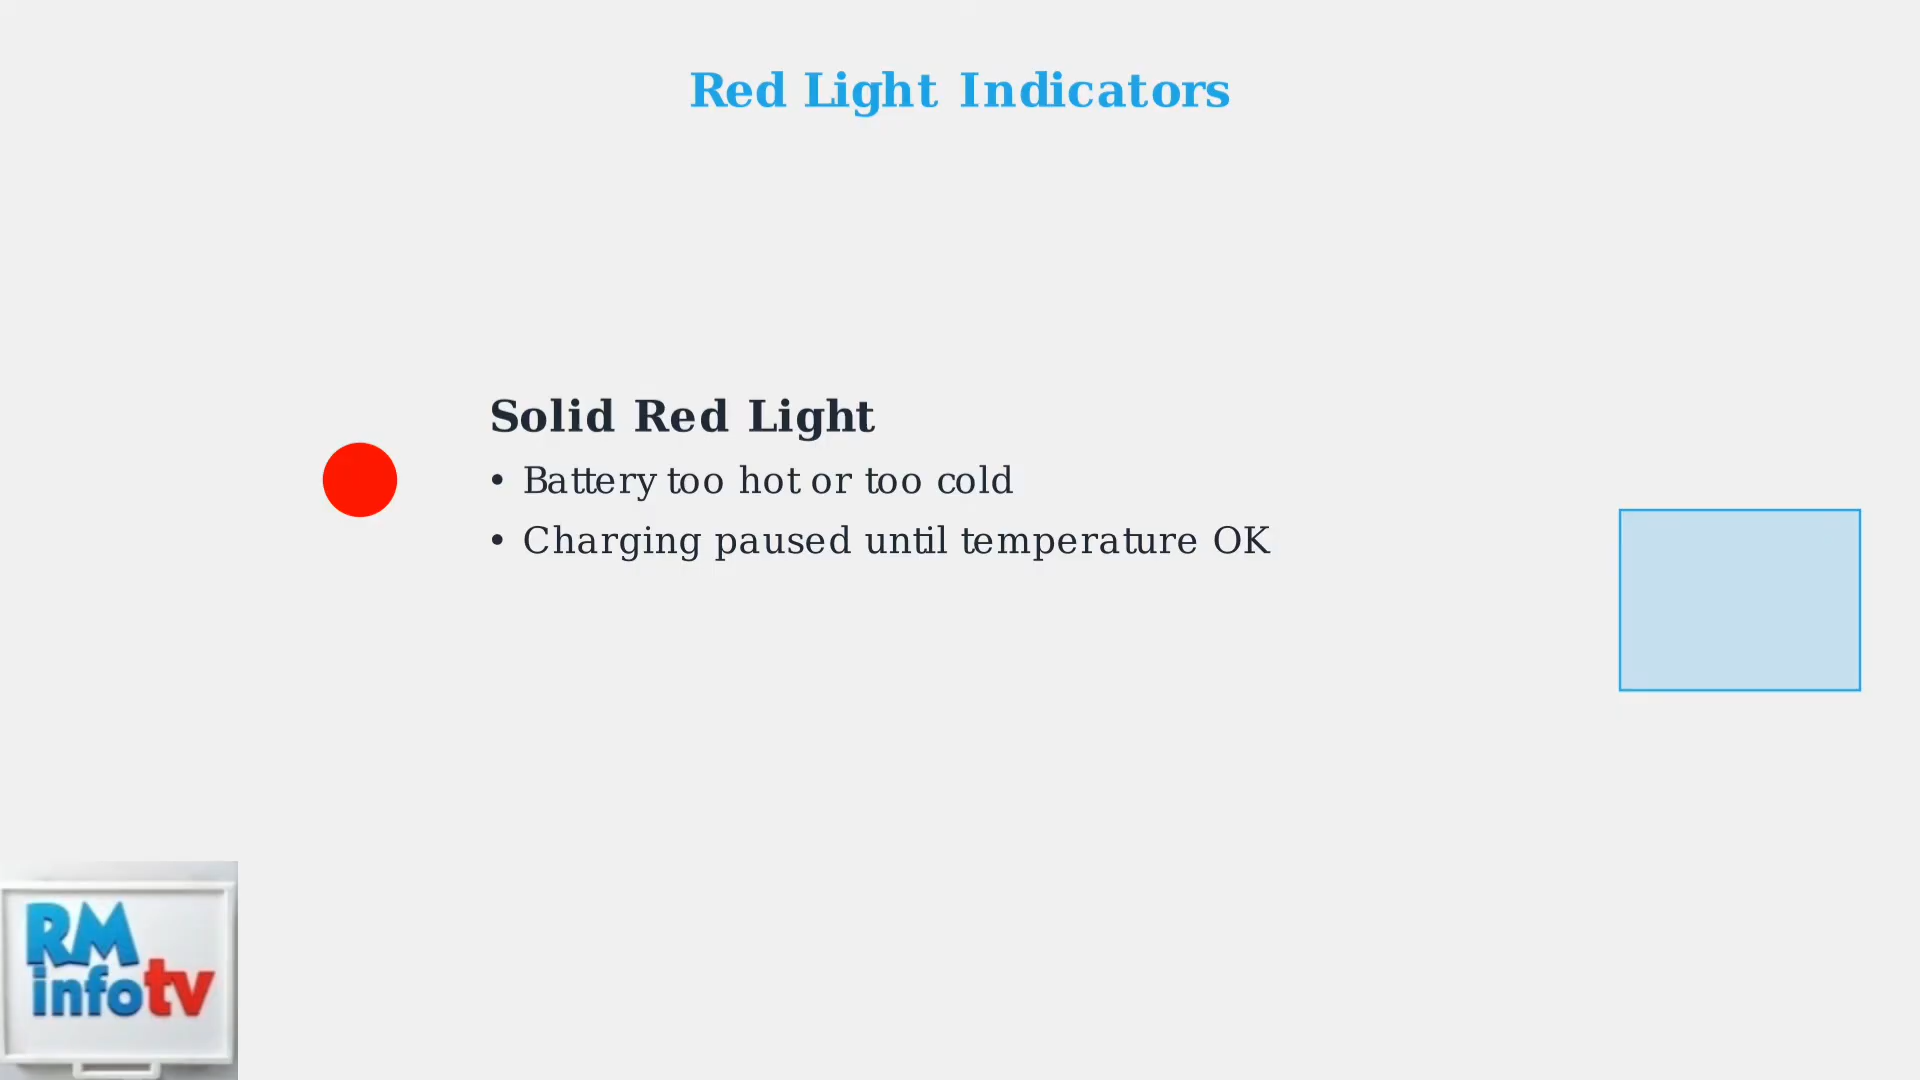 Red Light Indicators
Solid Red Light
• Battery too hot or too cold
• Charging paused until temperature OK
RM
infotv